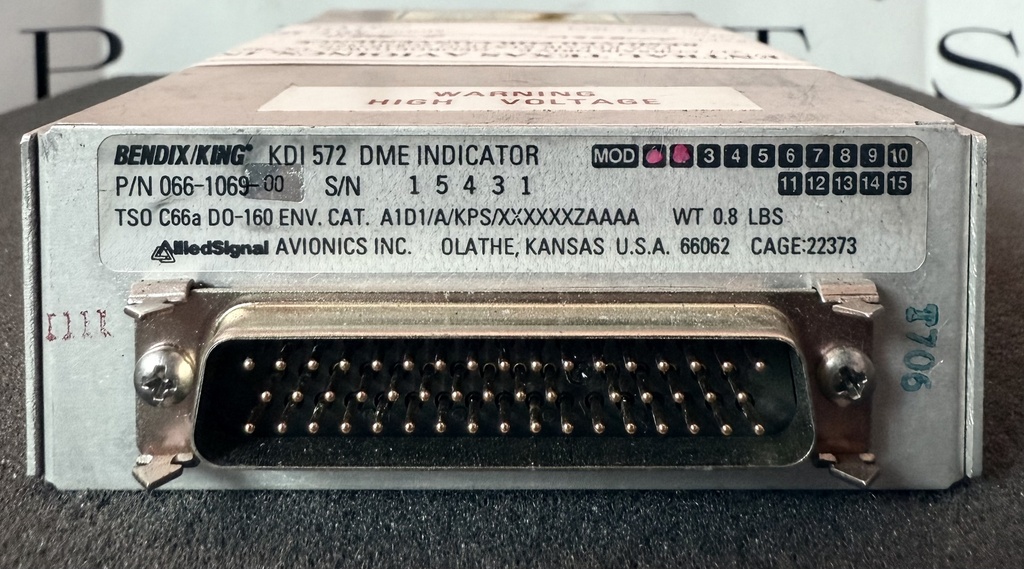 P T S
WARNING
HIGH VOLTAGE
BENDIX/KING® KDI 572 DME INDICATOR MOD 3 4 5 6 7 8 9 10
P/N 066-1069-00 S/N 15431 11 12 13 14 15
TSO C66a DO-160 ENV. CAT. A1D1/A/KPS/XXXXXXZAAAA WT 0.8 LBS
AlliedSignal AVIONICS INC. OLATHE, KANSAS U.S.A. 66062 CAGE:22373
T706